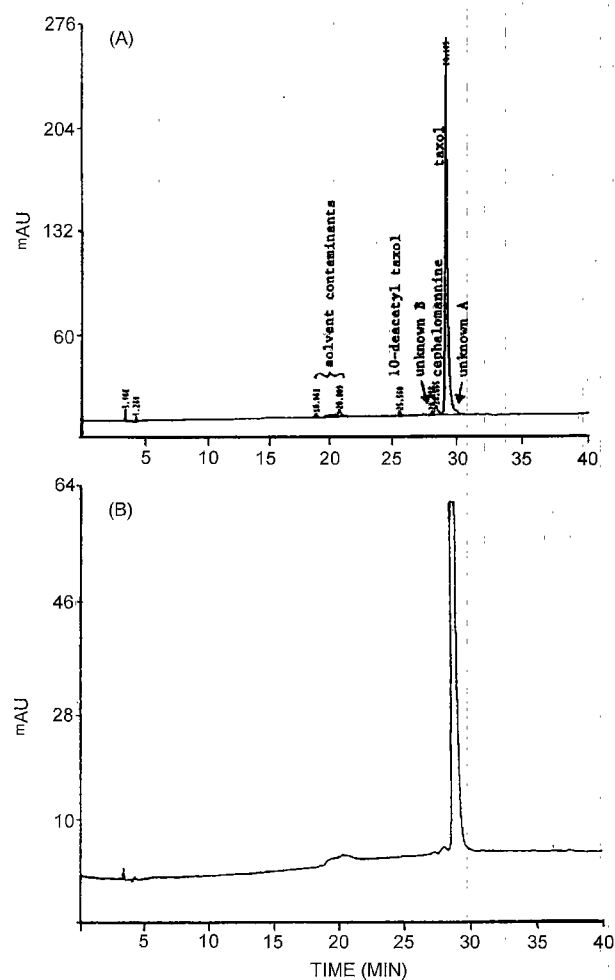 (A)
276
204
132
60
mAU
solvent contaminants
10-deacatyl taxol
unknown B
cephalomannine
taxol
unknown A
5 10 15 20 25 30 35 40
(B)
64
46
28
10
mAU
5 10 15 20 25 30 35 40
TIME (MIN)